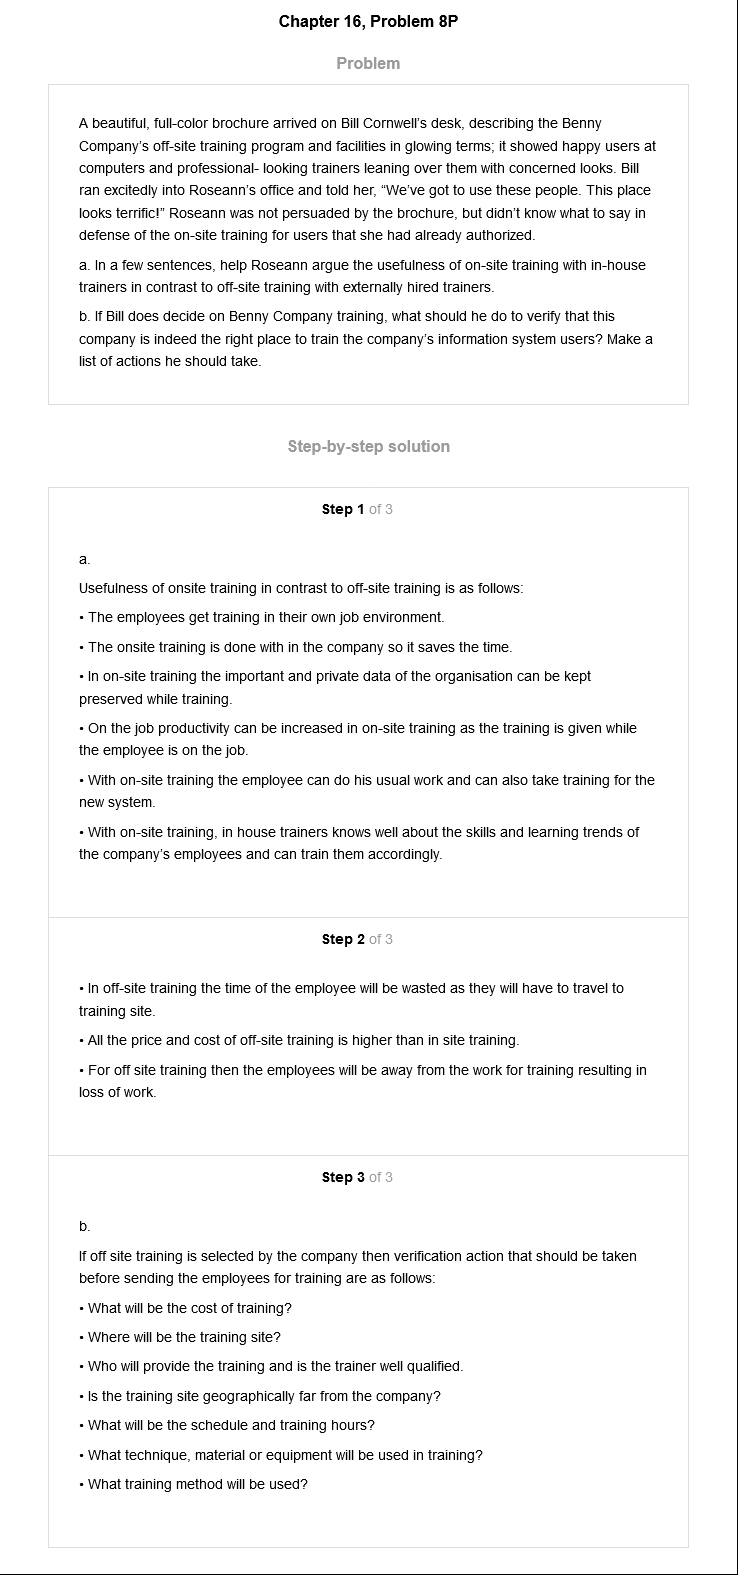 Chapter 16, Problem 8P
Problem
A beautiful, full-color brochure arrived on Bill Cornwell’s desk, describing the Benny
Company’s off-site training program and facilities in glowing terms; it showed happy users at
computers and professional- looking trainers leaning over them with concerned looks. Bill
ran excitedly into Roseann’s office and told her, “We’ve got to use these people. This place
looks terrific!” Roseann was not persuaded by the brochure, but didn’t know what to say in
defense of the on-site training for users that she had already authorized.
a. In a few sentences, help Roseann argue the usefulness of on-site training with in-house
trainers in contrast to off-site training with externally hired trainers.
b. If Bill does decide on Benny Company training, what should he do to verify that this
company is indeed the right place to train the company’s information system users? Make a
list of actions he should take.
Step-by-step solution
Step 1 of 3
a.
Usefulness of onsite training in contrast to off-site training is as follows:
• The employees get training in their own job environment.
• The onsite training is done with in the company so it saves the time.
• In on-site training the important and private data of the organisation can be kept
preserved while training.
• On the job productivity can be increased in on-site training as the training is given while
the employee is on the job.
• With on-site training the employee can do his usual work and can also take training for the
new system.
• With on-site training, in house trainers knows well about the skills and learning trends of
the company’s employees and can train them accordingly.
Step 2 of 3
• In off-site training the time of the employee will be wasted as they will have to travel to
training site.
• All the price and cost of off-site training is higher than in site training.
• For off site training then the employees will be away from the work for training resulting in
loss of work.
Step 3 of 3
b.
If off site training is selected by the company then verification action that should be taken
before sending the employees for training are as follows:
• What will be the cost of training?
• Where will be the training site?
• Who will provide the training and is the trainer well qualified.
• Is the training site geographically far from the company?
• What will be the schedule and training hours?
• What technique, material or equipment will be used in training?
• What training method will be used?